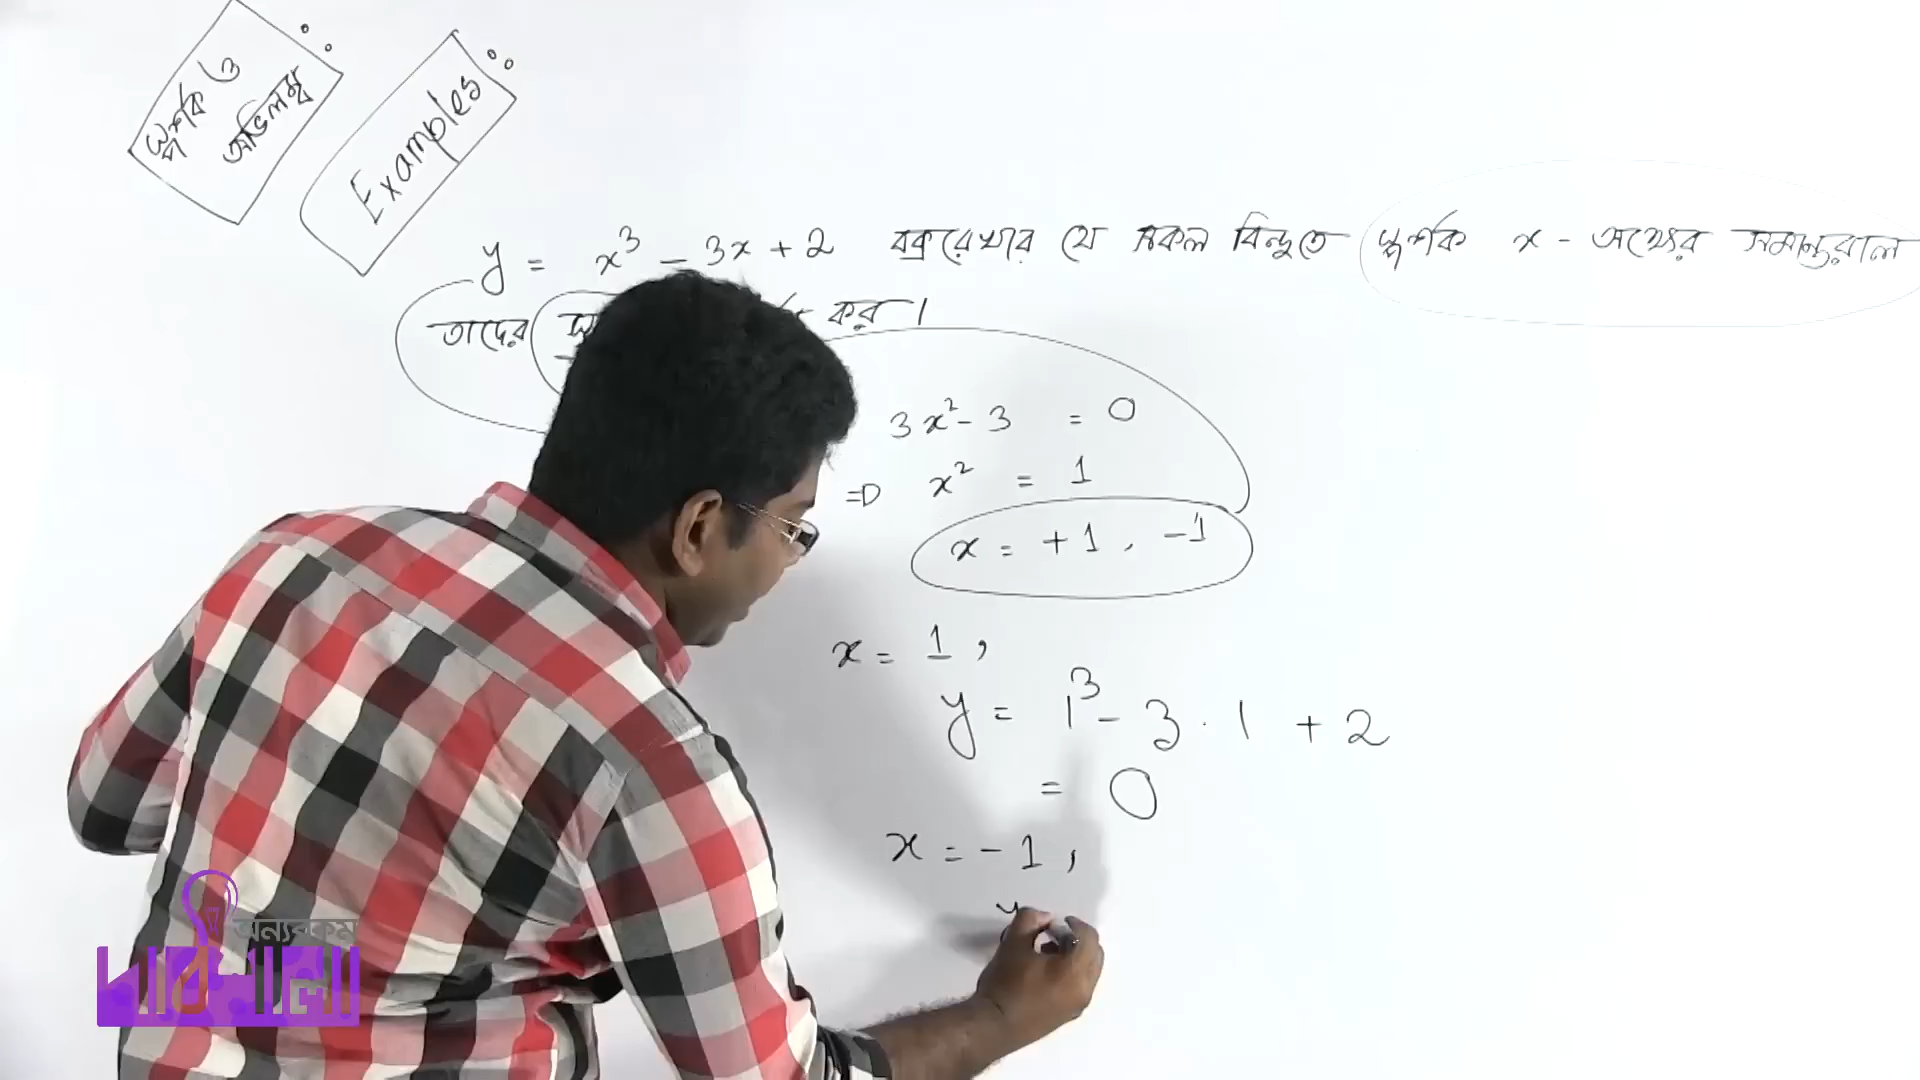 স্পর্শক ও
অভিলম্ব
Examples
y = x³ - 3x + 2 বক্ররেখার যে সকল বিন্দুতে স্পর্শক x - অক্ষের সমান্তরাল
তাদের কর ।
3x² - 3 = 0
⇒ x² = 1
x = +1 , -1
x = 1 ,
y = 1³ - 3 . 1 + 2
= 0
x = -1 ,
y
অন্যরকম
পাঠশালা